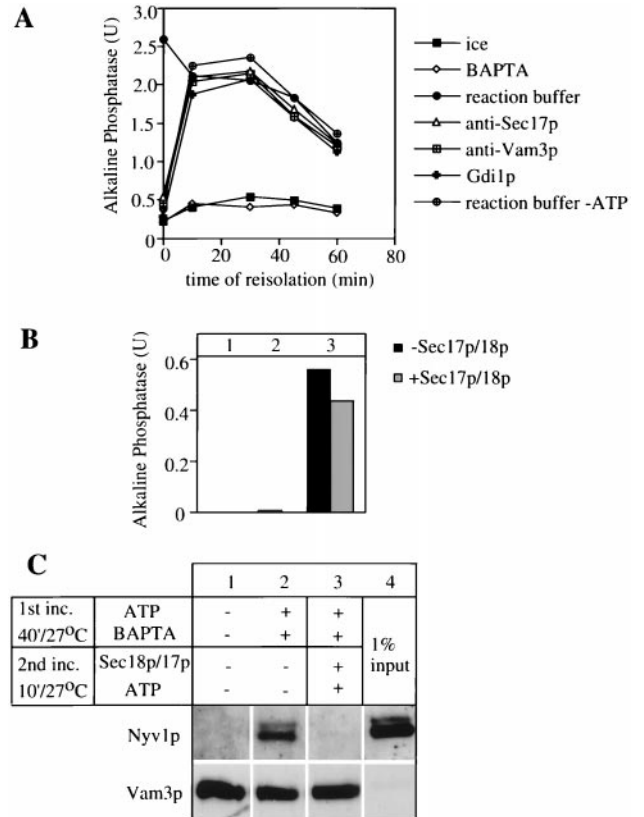 A
Alkaline Phosphatase (U)
3.0
2.5
2.0
1.5
1.0
0.5
0
0 20 40 60 80
time of reisolation (min)
ice
BAPTA
reaction buffer
anti-Sec17p
anti-Vam3p
Gdi1p
reaction buffer -ATP
B
Alkaline Phosphatase (U)
1 2 3
0.6
0.4
0.2
0
-Sec17p/18p
+Sec17p/18p
C
1 2 3 4
1st inc. ATP - + +
40'/27°C BAPTA - + +
1% input
2nd inc. Sec18p/17p - - +
10'/27°C ATP - - +
Nyv1p
Vam3p